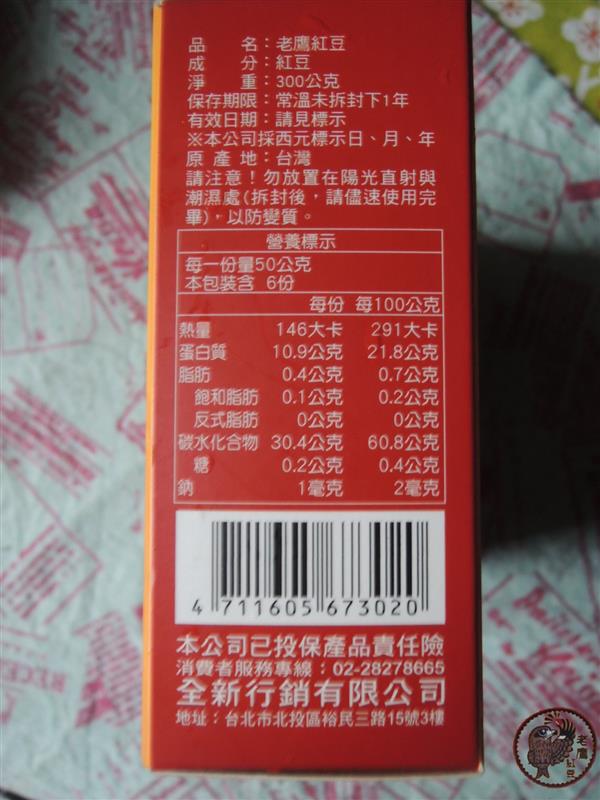 品　　名：老鷹紅豆
成　　分：紅豆
淨　　重：300公克
保存期限：常溫未拆封下1年
有效日期：請見標示
※本公司採西元標示日、月、年
原 產 地：台灣
請注意！勿放置在陽光直射與
潮濕處(拆封後，請儘速使用完
畢)，以防變質。
營養標示
每一份量50公克
本包裝含 6份
每份 每100公克
熱量 146大卡 291大卡
蛋白質 10.9公克 21.8公克
脂肪 0.4公克 0.7公克
飽和脂肪 0.1公克 0.2公克
反式脂肪 0公克 0公克
碳水化合物 30.4公克 60.8公克
糖 0.2公克 0.4公克
鈉 1毫克 2毫克
4 711605 673020
本公司已投保產品責任險
消費者服務專線：02-28278665
全新行銷有限公司
地址：台北市北投區裕民三路15號3樓
老鷹紅豆